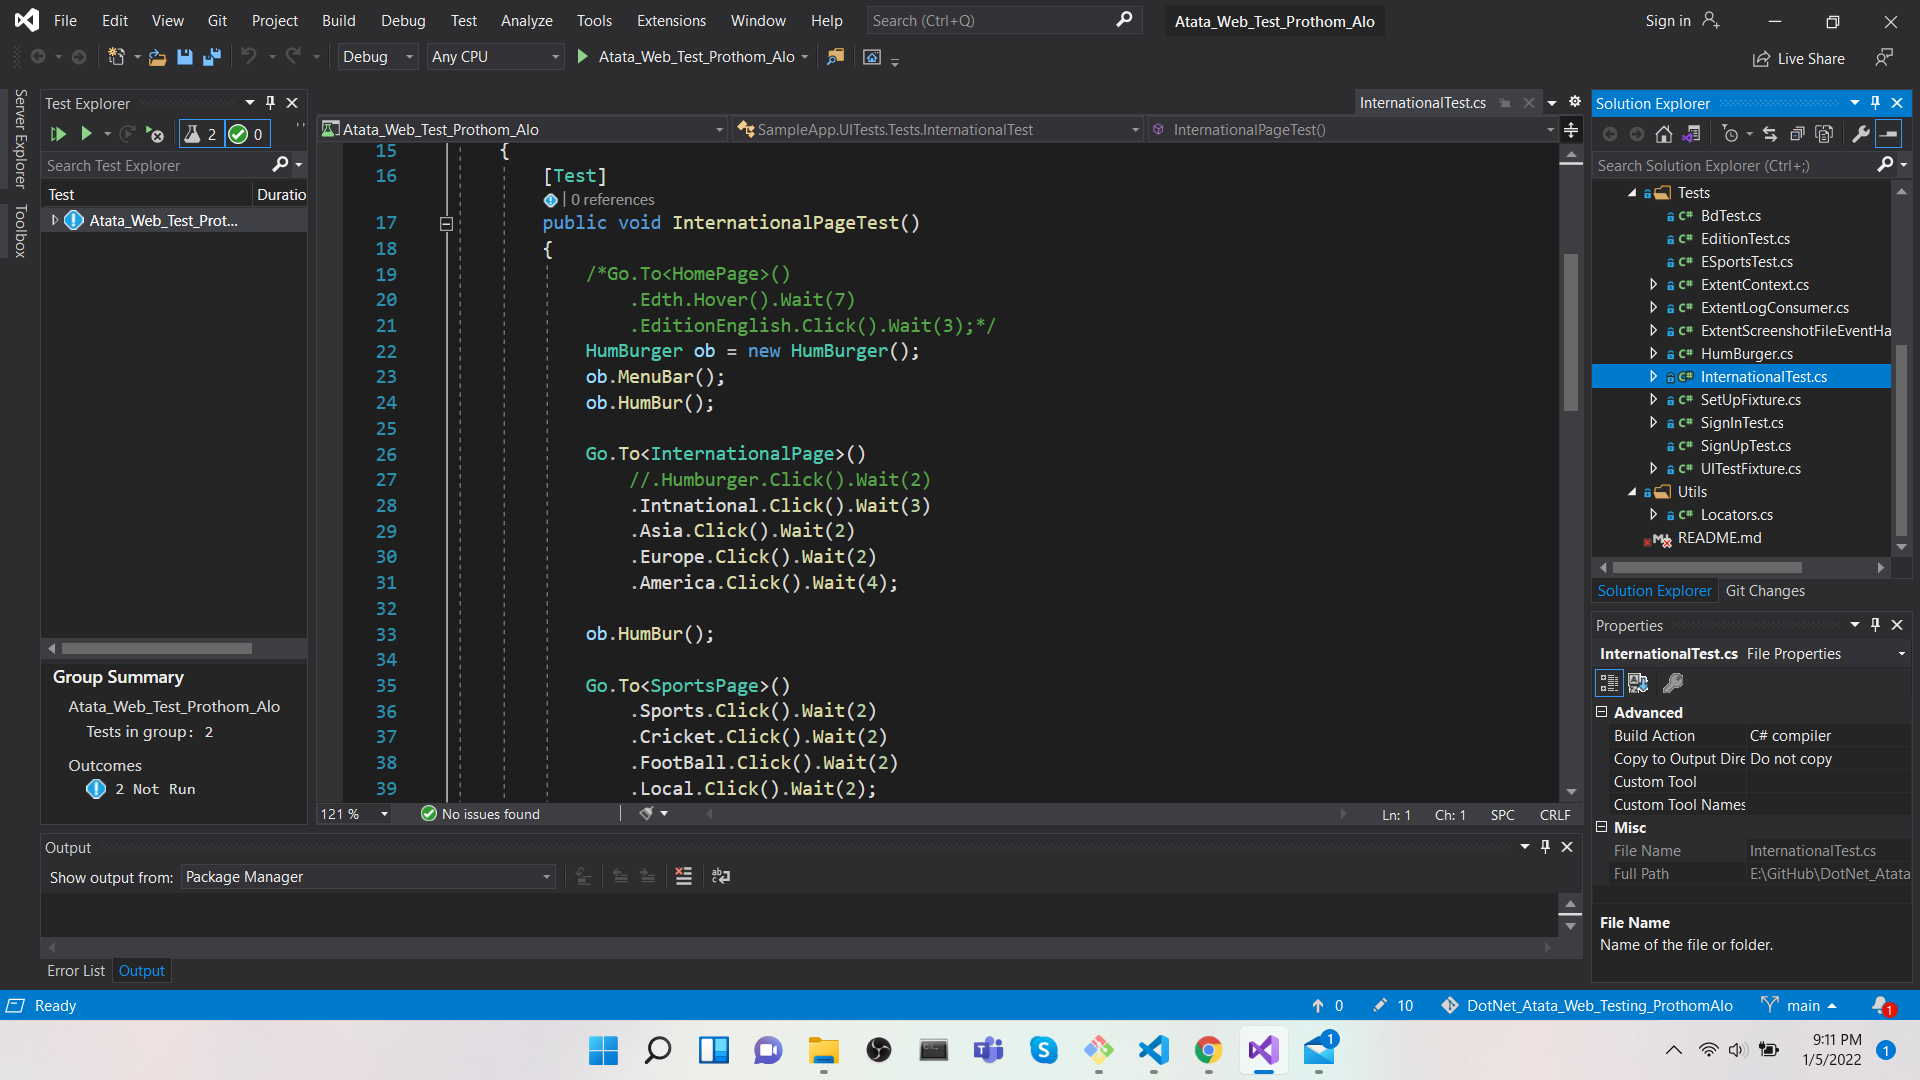 File Edit View Git Project Build Debug Test Analyze Tools Extensions Window Help Search (Ctrl+Q) Atata_Web_Test_Prothom_Alo Sign in
Debug Any CPU Atata_Web_Test_Prothom_Alo Live Share
Server Explorer
Toolbox
Test Explorer
2 0
Search Test Explorer
Test Duratio
Atata_Web_Test_Prot...
Group Summary
Atata_Web_Test_Prothom_Alo
Tests in group: 2
Outcomes
2 Not Run
InternationalTest.cs
Atata_Web_Test_Prothom_Alo SampleApp.UITests.Tests.InternationalTest InternationalPageTest()
15 {
16 [Test]
0 references
17 public void InternationalPageTest()
18 {
19 /*Go.To<HomePage>()
20 .Edth.Hover().Wait(7)
21 .EditionEnglish.Click().Wait(3);*/
22 HumBurger ob = new HumBurger();
23 ob.MenuBar();
24 ob.HumBur();
25
26 Go.To<InternationalPage>()
27 //.Humburger.Click().Wait(2)
28 .Intnational.Click().Wait(3)
29 .Asia.Click().Wait(2)
30 .Europe.Click().Wait(2)
31 .America.Click().Wait(4);
32
33 ob.HumBur();
34
35 Go.To<SportsPage>()
36 .Sports.Click().Wait(2)
37 .Cricket.Click().Wait(2)
38 .FootBall.Click().Wait(2)
39 .Local.Click().Wait(2);
121 % No issues found Ln: 1 Ch: 1 SPC CRLF
Output
Show output from: Package Manager
Error List Output
Solution Explorer
Search Solution Explorer (Ctrl+;)
Tests
C# BdTest.cs
C# EditionTest.cs
C# ESportsTest.cs
C# ExtentContext.cs
C# ExtentLogConsumer.cs
C# ExtentScreenshotFileEventHa
C# HumBurger.cs
C# InternationalTest.cs
C# SetUpFixture.cs
C# SignInTest.cs
C# SignUpTest.cs
C# UITestFixture.cs
Utils
C# Locators.cs
README.md
Solution Explorer Git Changes
Properties
InternationalTest.cs File Properties
Advanced
Build Action C# compiler
Copy to Output Dire Do not copy
Custom Tool
Custom Tool Names
Misc
File Name InternationalTest.cs
Full Path E:\GitHub\DotNet_Atata
File Name
Name of the file or folder.
Ready 0 10 DotNet_Atata_Web_Testing_ProthomAlo main 1
1
9:11 PM
1/5/2022
1